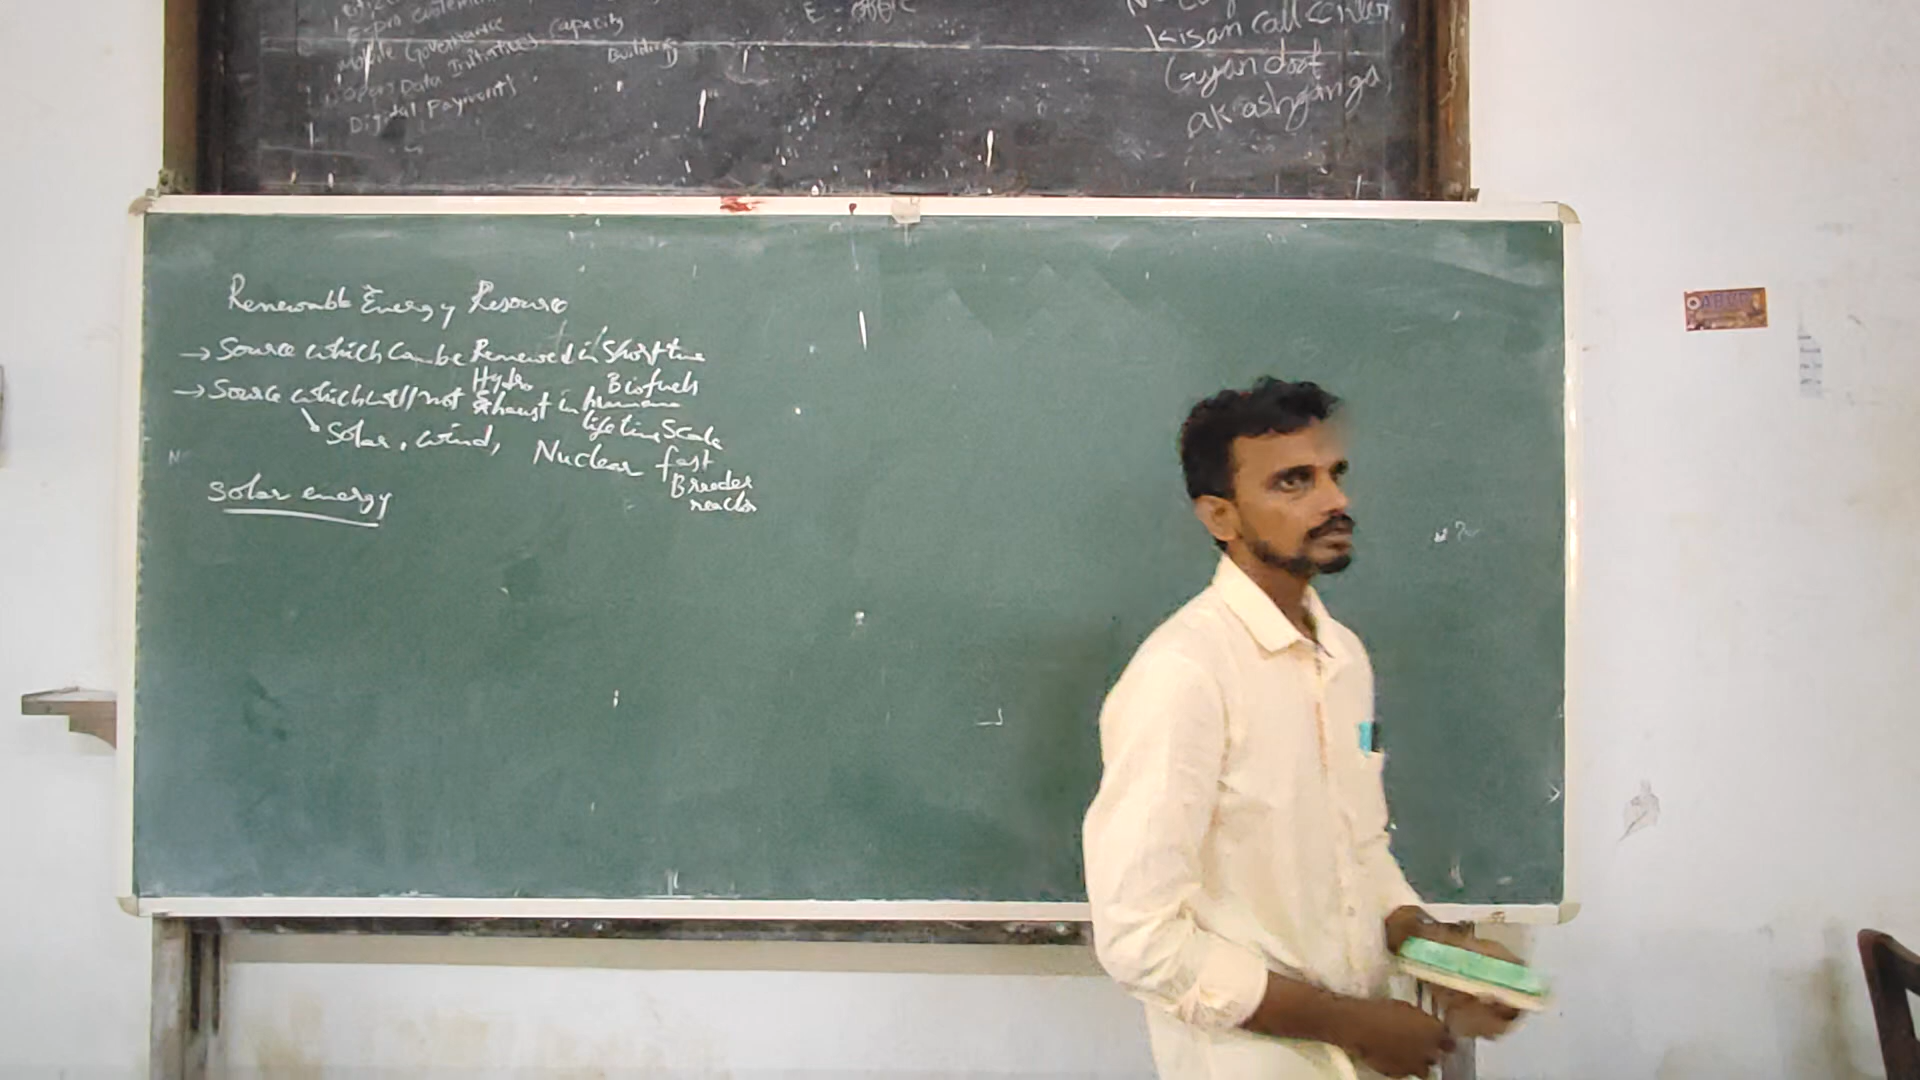 Mobile Governance
Open Data Initiatives Capacity
Building
Digital Payments
Kisan Call Center
Gyandoot
akashganga
Renewable Energy Resource
→ Source which can be Renewed in Short time
Hydro Biofuels
→ Source which will not Exhaust in humans
life time Scale
Solar, wind, Nuclear fast
Breeder
reactor
Solar energy